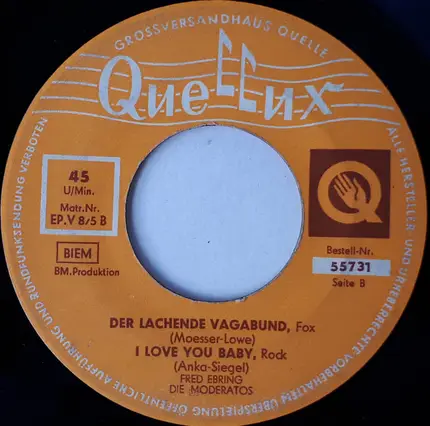 GROSSVERSANDHAUS QUELLE
Quellux
45
U/Min.
Matr.Nr.
EP.V 8/5 B
BIEM
BM.Produktion
Q
Bestell-Nr.
55731
Seite B
DER LACHENDE VAGABUND, Fox
(Moesser-Lowe)
I LOVE YOU BABY, Rock
(Anka-Siegel)
FRED EBRING
DIE MODERATOS
ALLE HERSTELLER UND URHEBERRECHTE VORBEHALTEN ÜBERSPIELUNG ÖFFENTLICHE AUFFÜHRUNG UND RUNDFUNKSENDUNG VERBOTEN